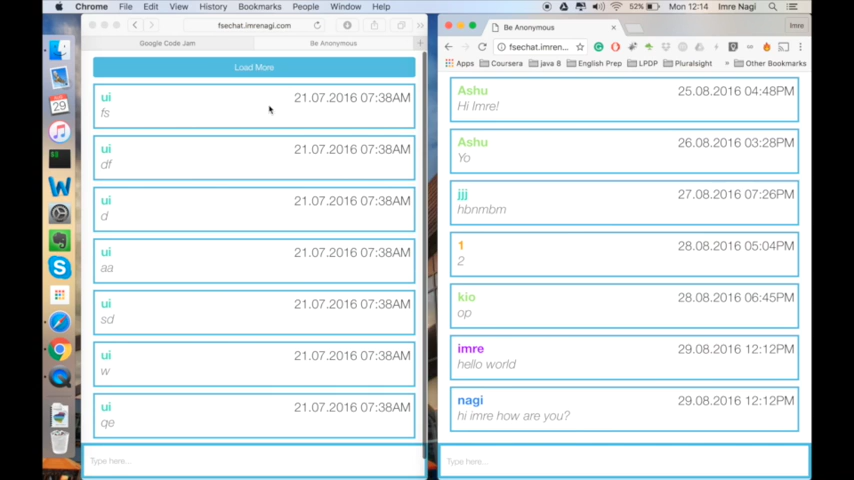 Chrome File Edit View History Bookmarks People Window Help 52% Mon 12:14 Imre Nagi
fsechat.imrenagi.com
Google Code Jam Be Anonymous
Load More
ui 21.07.2016 07:38AM
fs
ui 21.07.2016 07:38AM
df
ui 21.07.2016 07:38AM
d
ui 21.07.2016 07:38AM
aa
ui 21.07.2016 07:38AM
sd
ui 21.07.2016 07:38AM
w
ui 21.07.2016 07:38AM
qe
Type here...
Be Anonymous Imre
fsechat.imren...
Apps Coursera java 8 English Prep LPDP Pluralsight » Other Bookmarks
Ashu 25.08.2016 04:48PM
Hi Imre!
Ashu 26.08.2016 03:28PM
Yo
jjj 27.08.2016 07:26PM
hbnmbm
1 28.08.2016 05:04PM
2
kio 28.08.2016 06:45PM
op
imre 29.08.2016 12:12PM
hello world
nagi 29.08.2016 12:12PM
hi imre how are you?
Type here...